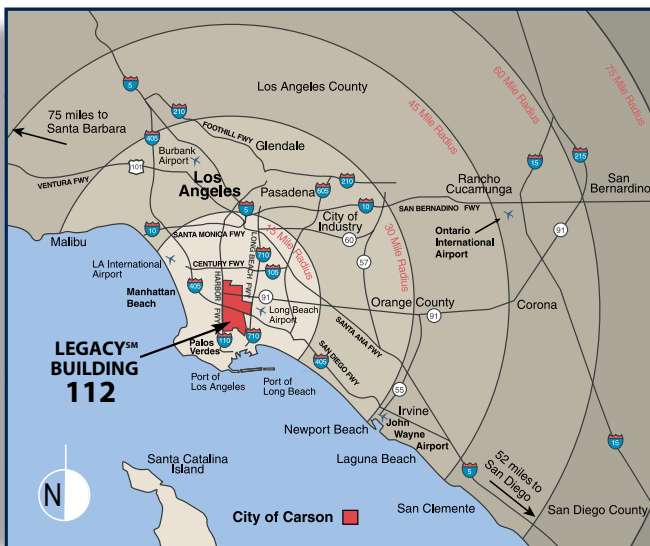 Los Angeles County
60 Mile Radius
75 Mile Radius
45 Mile Radius
5
210
75 miles to
Santa Barbara
FOOTHILL FWY
405
Glendale
Burbank
Airport
101
15
215
VENTURA FWY
Los
Angeles
Pasadena
605
210
Rancho
Cucamunga
San
Bernardino
5
10
SAN BERNADINO FWY
City of
Industry
10
SANTA MONICA FWY
60
Ontario
International
Airport
91
Malibu
LONG BEACH FWY
710
15 Mile Radius
57
30 Mile Radius
LA International
Airport
CENTURY FWY
105
405
HARBOR FWY
Manhattan
Beach
91
Orange County
Corona
Long Beach
Airport
91
SANTA ANA FWY
LEGACY℠
BUILDING
112
Palos
Verdes
110
710
SAN DIEGO FWY
405
Port of
Los Angeles
Port of
Long Beach
55
Irvine
Newport Beach
John
Wayne
Airport
15
Laguna Beach
Santa Catalina
Island
5
52 miles to
San Diego
N
San Clemente
San Diego County
City of Carson